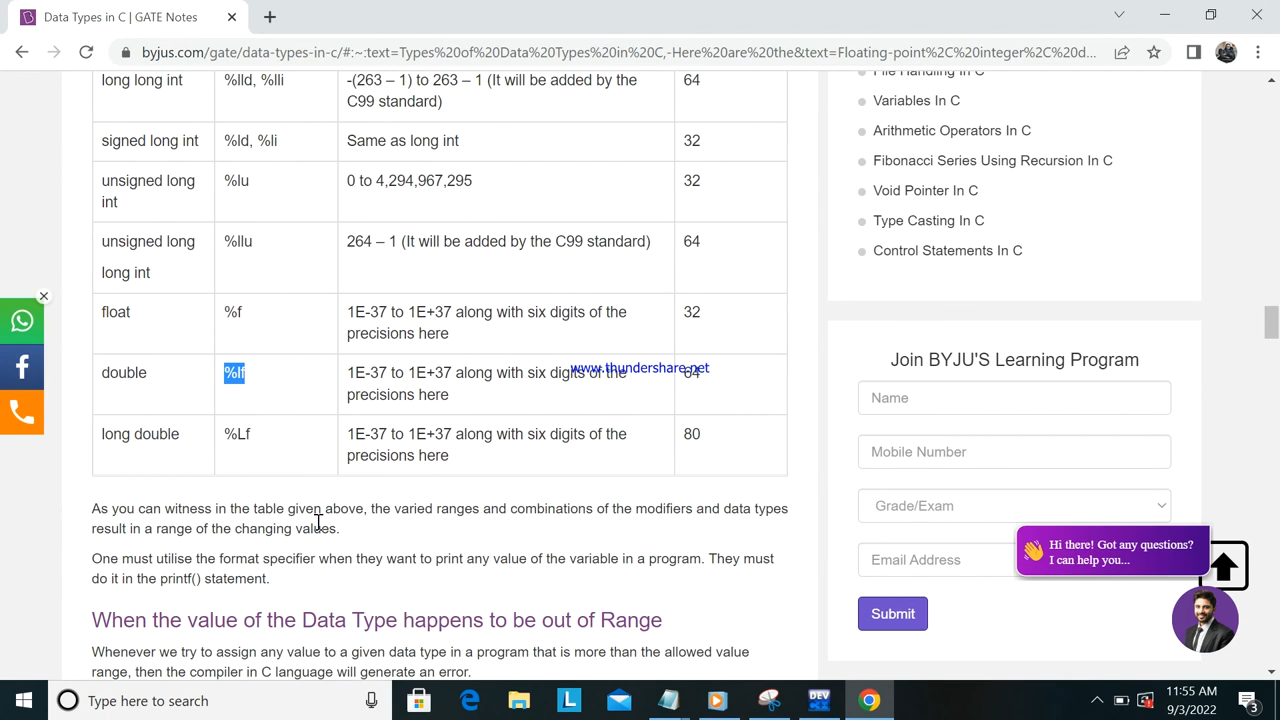 Data Types in C | GATE Notes
byjus.com/gate/data-types-in-c/#:~:text=Types%20of%20Data%20Types%20in%20C,-Here%20are%20the&text=Floating-point%2C%20integer%2C%20d...
long long int %lld, %lli -(263 – 1) to 263 – 1 (It will be added by the 64
C99 standard)
signed long int %ld, %li Same as long int 32
unsigned long %lu 0 to 4,294,967,295 32
int
unsigned long %llu 264 – 1 (It will be added by the C99 standard) 64
long int
float %f 1E-37 to 1E+37 along with six digits of the 32
precisions here
double %lf 1E-37 to 1E+37 along with six digits of the 64
www.thundershare.net
precisions here
long double %Lf 1E-37 to 1E+37 along with six digits of the 80
precisions here
As you can witness in the table given above, the varied ranges and combinations of the modifiers and data types
result in a range of the changing values.
One must utilise the format specifier when they want to print any value of the variable in a program. They must
do it in the printf() statement.
When the value of the Data Type happens to be out of Range
Whenever we try to assign any value to a given data type in a program that is more than the allowed value
range, then the compiler in C language will generate an error.
File Handling In C
Variables In C
Arithmetic Operators In C
Fibonacci Series Using Recursion In C
Void Pointer In C
Type Casting In C
Control Statements In C
Join BYJU'S Learning Program
Name
Mobile Number
Grade/Exam
Email Address
Submit
Hi there! Got any questions?
I can help you...
Type here to search
L
DEV
11:55 AM
9/3/2022
3